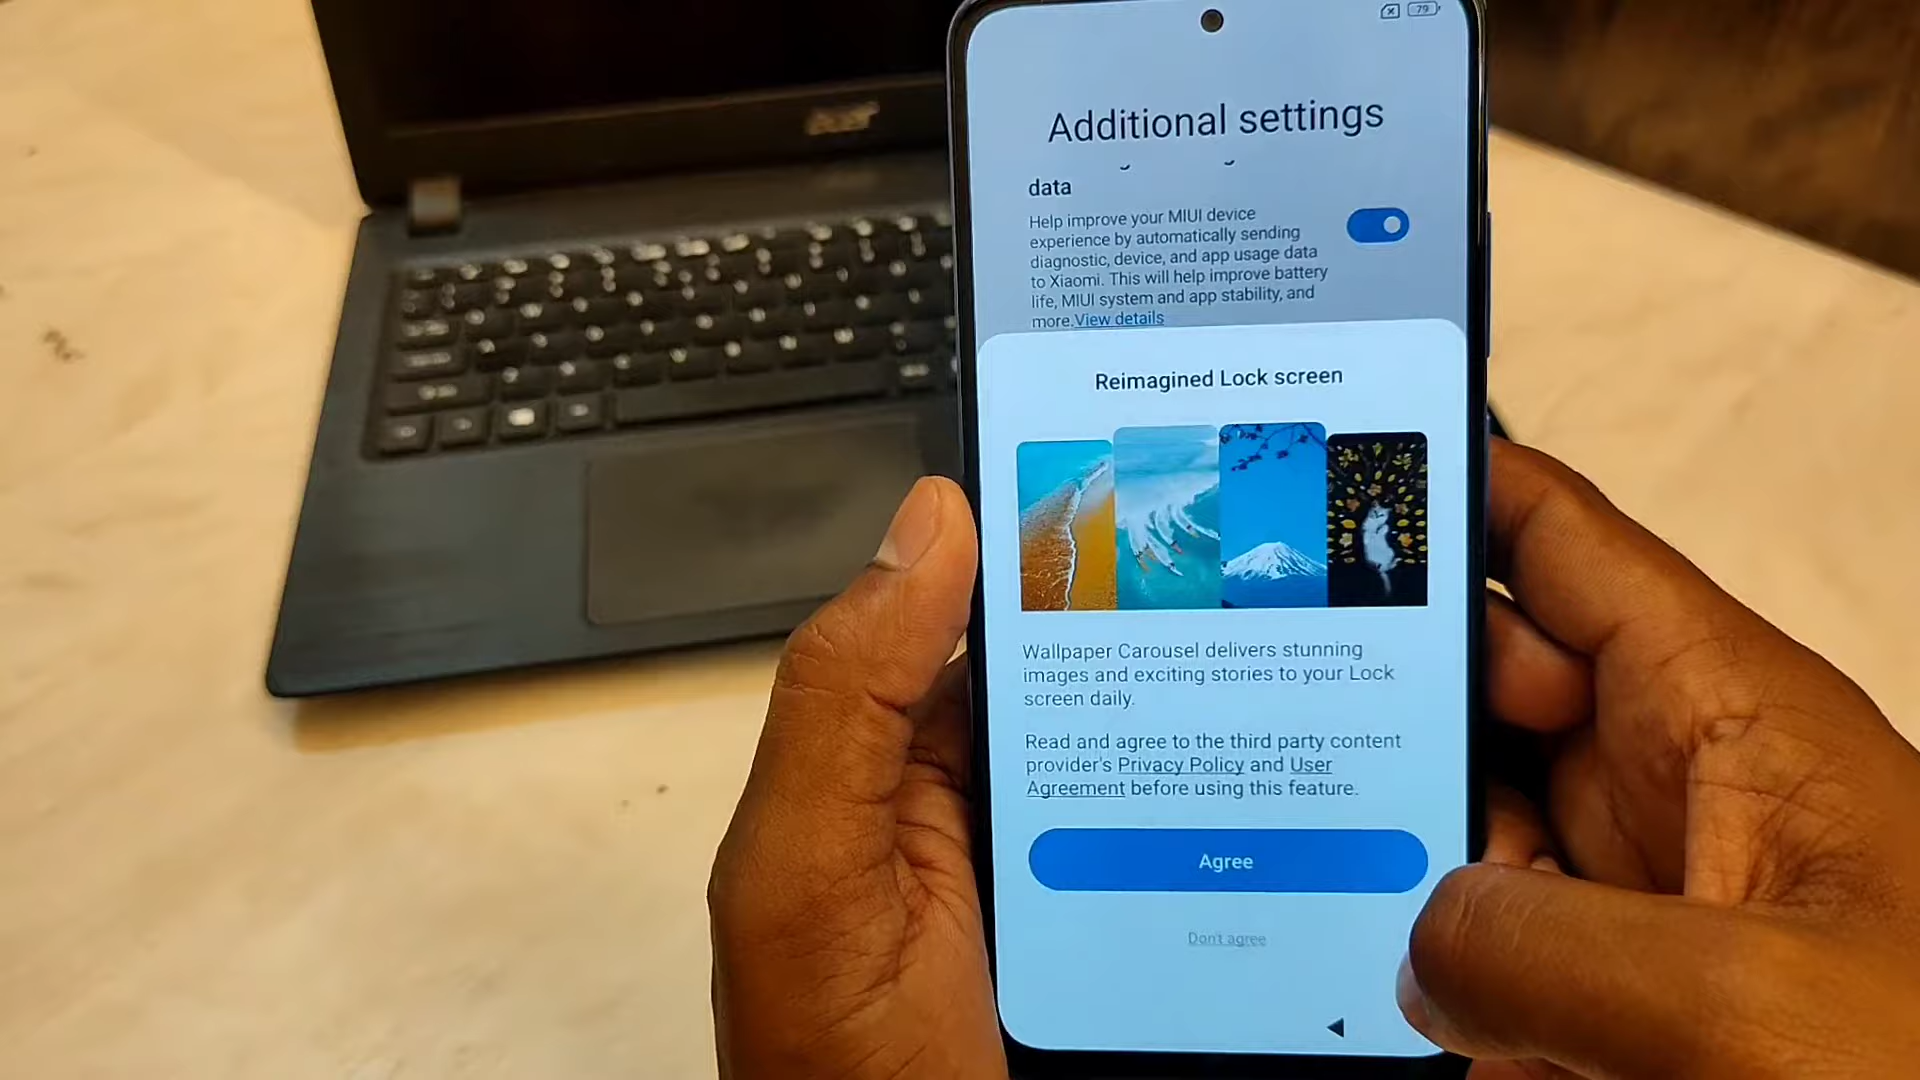 acer
79
Additional settings
data
Help improve your MIUI device
experience by automatically sending
diagnostic, device, and app usage data
to Xiaomi. This will help improve battery
life, MIUI system and app stability, and
more.View details
Reimagined Lock screen
Wallpaper Carousel delivers stunning
images and exciting stories to your Lock
screen daily.
Read and agree to the third party content
provider's Privacy Policy and User
Agreement before using this feature.
Agree
Don't agree